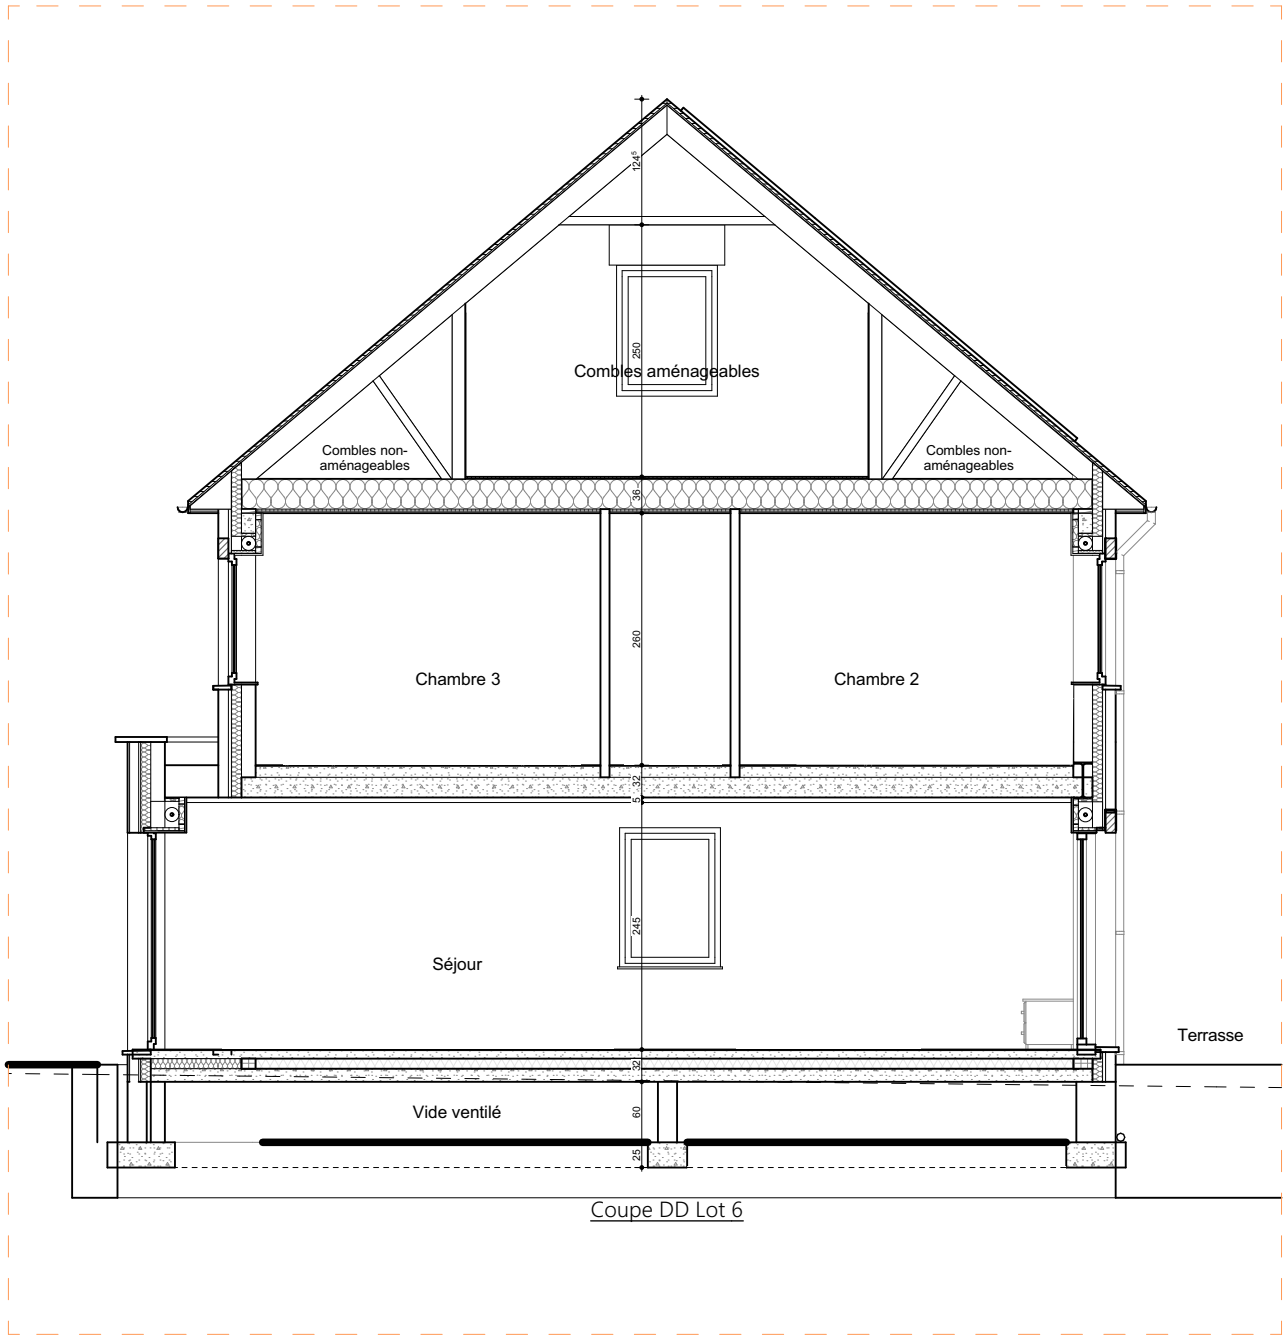 124⁵
250
Combles aménageables
Combles non-
aménageables
Combles non-
aménageables
36
260
Chambre 3
Chambre 2
32
5
245
Séjour
Terrasse
32
Vide ventilé
60
25
Coupe DD Lot 6